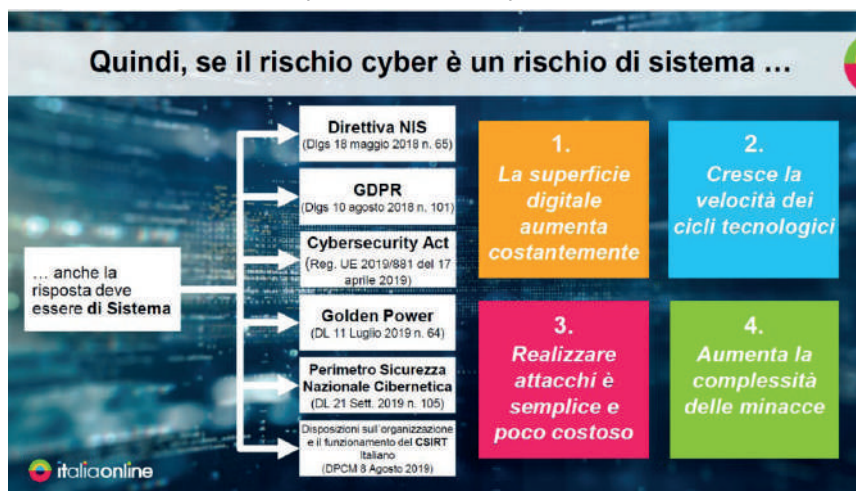 Quindi, se il rischio cyber è un rischio di sistema ...
... anche la
risposta deve
essere di Sistema
Direttiva NIS
(Dlgs 18 maggio 2018 n. 65)
GDPR
(Dlgs 10 agosto 2018 n. 101)
Cybersecurity Act
(Reg. UE 2019/881 del 17
aprile 2019)
Golden Power
(DL 11 Luglio 2019 n. 64)
Perimetro Sicurezza
Nazionale Cibernetica
(DL 21 Sett. 2019 n. 105)
Disposizioni sull'organizzazione
e il funzionamento del CSIRT
Italiano
(DPCM 8 Agosto 2019)
1.
La superficie
digitale
aumenta
costantemente
2.
Cresce la
velocità dei
cicli tecnologici
3.
Realizzare
attacchi è
semplice e
poco costoso
4.
Aumenta la
complessità
delle minacce
italiaonline